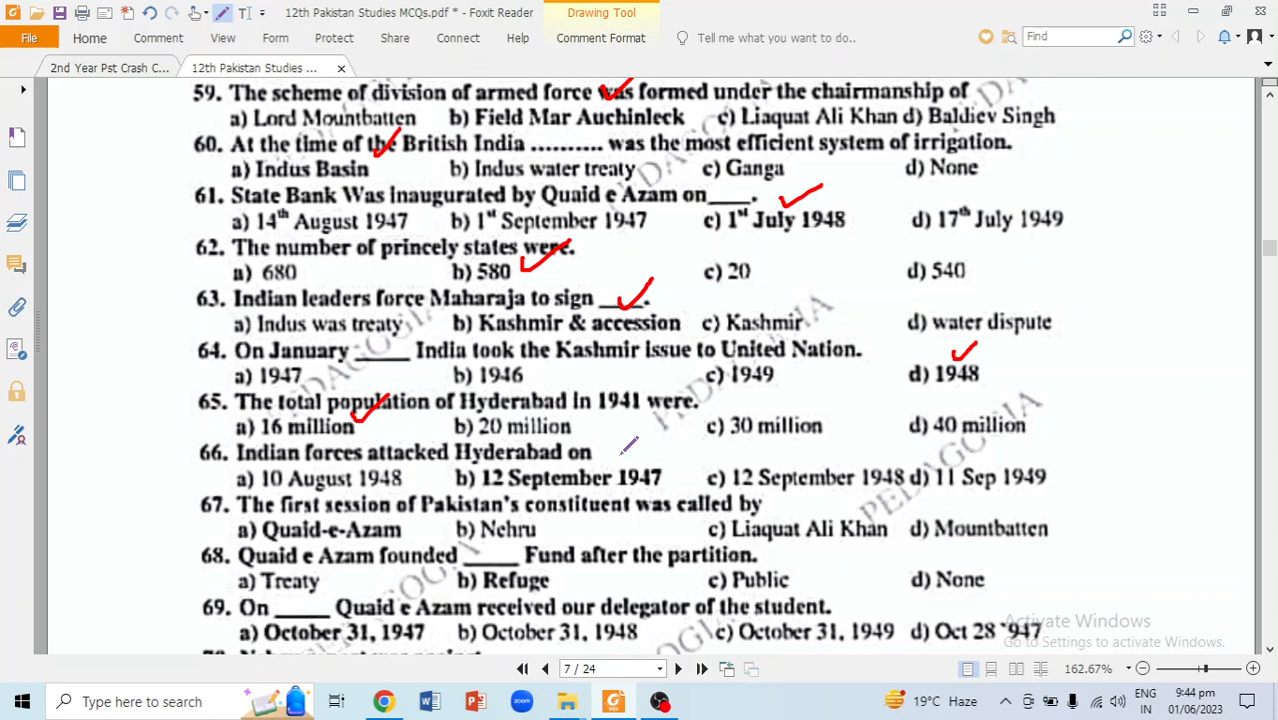 12th Pakistan Studies MCQs.pdf * - Foxit Reader
Drawing Tool
File Home Comment View Form Protect Share Connect Help Comment Format Tell me what you want to do.. Find
2nd Year Pst Crash C... 12th Pakistan Studies ...
59. The scheme of division of armed force was formed under the chairmanship of
a) Lord Mountbatten b) Field Mar Auchinleck c) Liaquat Ali Khan d) Baldiev Singh
60. At the time of the British India .......... was the most efficient system of irrigation.
a) Indus Basin b) Indus water treaty c) Ganga d) None
61. State Bank Was inaugurated by Quaid e Azam on____.
a) 14th August 1947 b) 1st September 1947 c) 1st July 1948 d) 17th July 1949
62. The number of princely states were.
a) 680 b) 580 c) 20 d) 540
63. Indian leaders force Maharaja to sign ____.
a) Indus was treaty b) Kashmir & accession c) Kashmir d) water dispute
64. On January _____ India took the Kashmir issue to United Nation.
a) 1947 b) 1946 c) 1949 d) 1948
65. The total population of Hyderabad in 1941 were.
a) 16 million b) 20 million c) 30 million d) 40 million
66. Indian forces attacked Hyderabad on
a) 10 August 1948 b) 12 September 1947 c) 12 September 1948 d) 11 Sep 1949
67. The first session of Pakistan's constituent was called by
a) Quaid-e-Azam b) Nehru c) Liaquat Ali Khan d) Mountbatten
68. Quaid e Azam founded _____ Fund after the partition.
a) Treaty b) Refuge c) Public d) None
69. On _____ Quaid e Azam received our delegator of the student.
a) October 31, 1947 b) October 31, 1948 c) October 31, 1949 d) Oct 28 1947
PEDAGOGIA
Activate Windows
Go to Settings to activate Windows.
7 / 24 162.67%
Type here to search 19°C Haze ENG IN 9:44 pm 01/06/2023